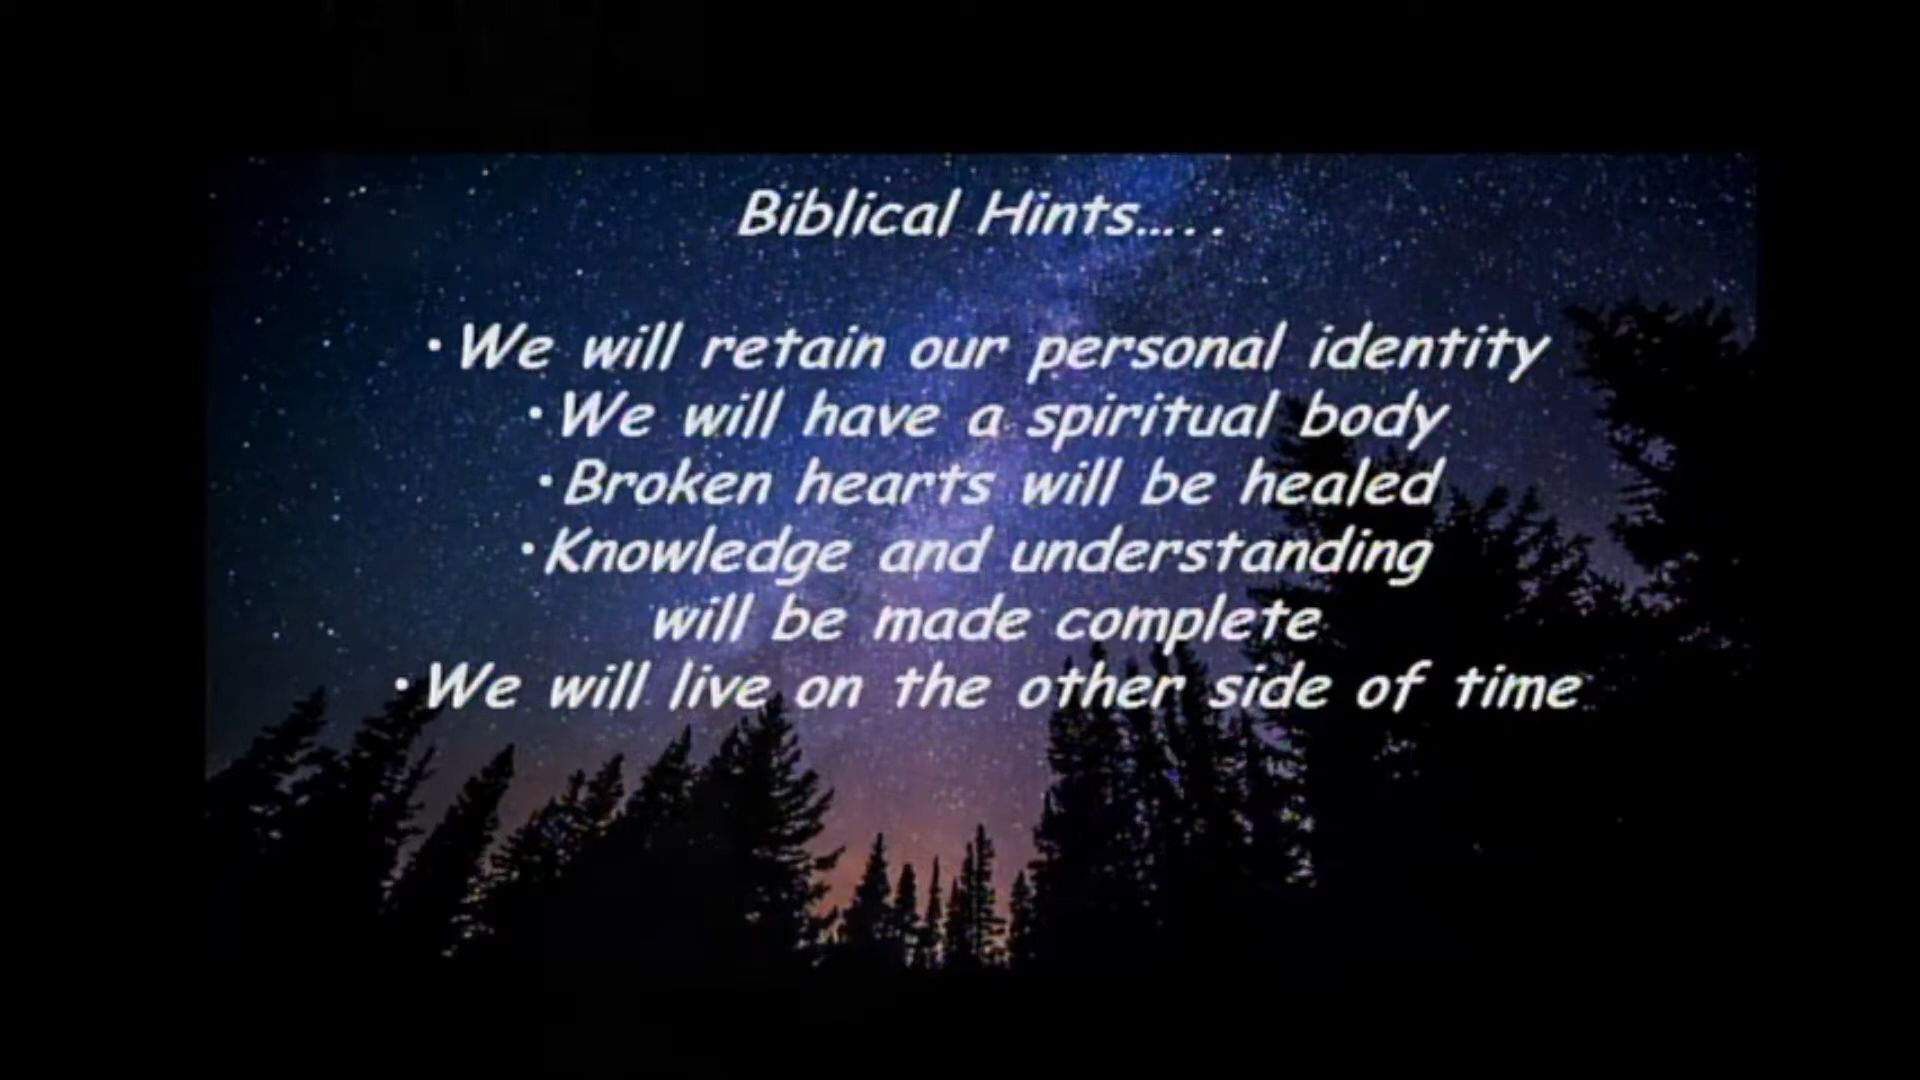 Biblical Hints.....
•We will retain our personal identity
•We will have a spiritual body
•Broken hearts will be healed
•Knowledge and understanding
will be made complete
•We will live on the other side of time